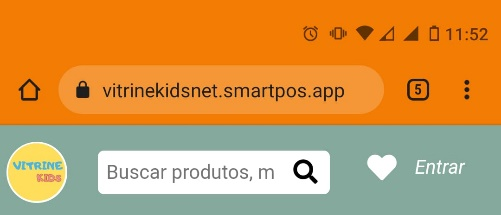 11:52
vitrinekidsnet.smartpos.app
5
VITRINE
KIDS
Buscar produtos, m
Entrar